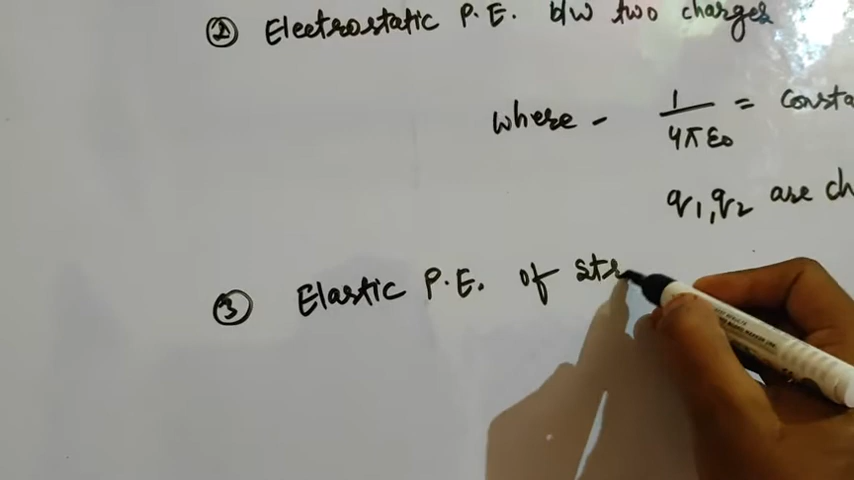 ② Electrostatic P.E. b/w two charges
where - 1/4πε₀ = consta
q₁,q₂ are ch
③ Elastic P.E. of str